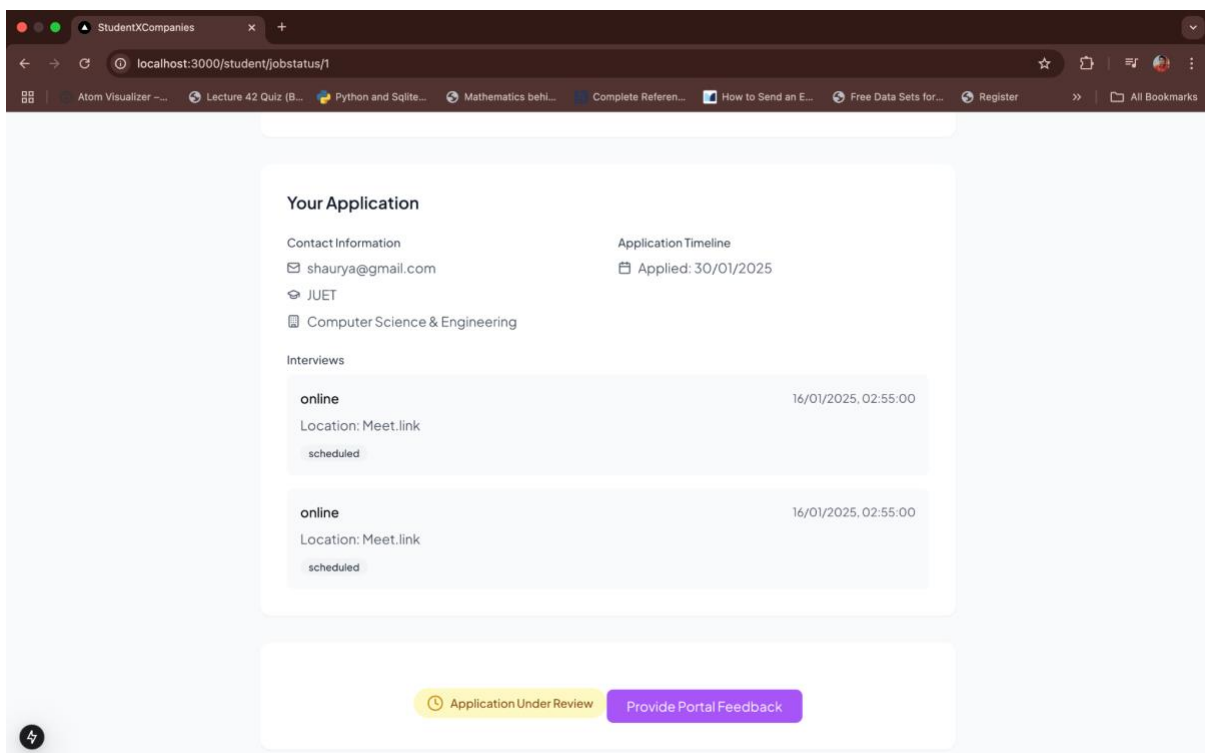 StudentXCompanies
localhost:3000/student/jobstatus/1
Atom Visualizer –... Lecture 42 Quiz (B... Python and Sqlite... Mathematics behi... Complete Referen... How to Send an E... Free Data Sets for... Register » All Bookmarks
Your Application
Contact Information Application Timeline
shaurya@gmail.com Applied: 30/01/2025
JUET
Computer Science & Engineering
Interviews
online 16/01/2025, 02:55:00
Location: Meet.link
scheduled
online 16/01/2025, 02:55:00
Location: Meet.link
scheduled
Application Under Review Provide Portal Feedback